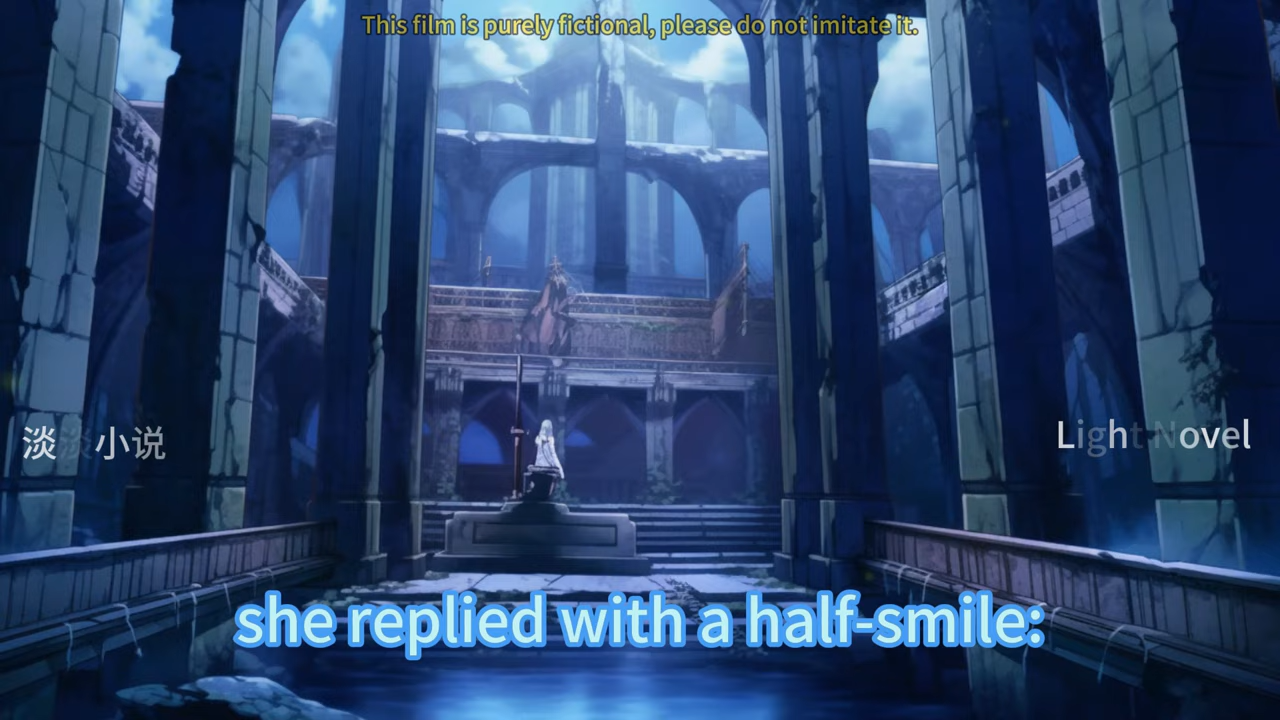 This film is purely fictional, please do not imitate it.
淡淡小说
Light Novel
she replied with a half-smile: